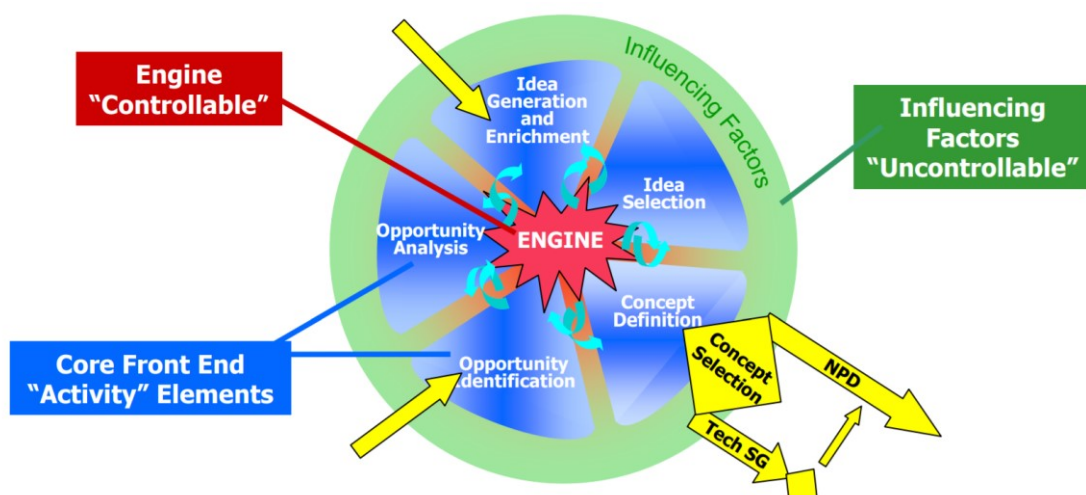 Engine
“Controllable”
Influencing Factors
Idea
Generation
and
Enrichment
Influencing
Factors
“Uncontrollable”
Idea
Selection
Opportunity
Analysis
ENGINE
Concept
Definition
Core Front End
“Activity” Elements
Opportunity
Identification
Concept
Selection
NPD
Tech SG